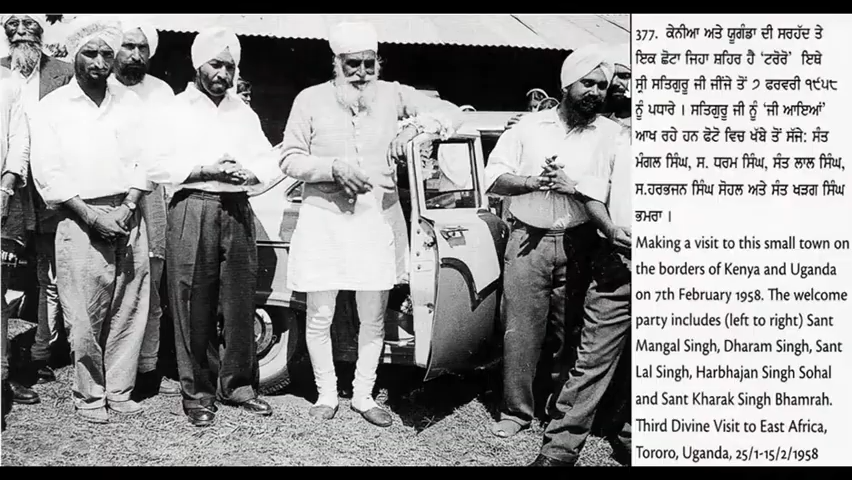 377. ਕੇਨੀਆ ਅਤੇ ਯੂਗੰਡਾ ਦੀ ਸਰਹੱਦ ਤੇ
ਇਕ ਛੋਟਾ ਜਿਹਾ ਸ਼ਹਿਰ ਹੈ ‘ਟਰੋਰੋ’ ਇਥੇ
ਸ੍ਰੀ ਸਤਿਗੁਰੂ ਜੀ ਜੀਂਜੇ ਤੋਂ ੭ ਫਰਵਰੀ ੧੯੫੮
ਨੂੰ ਪਧਾਰੇ । ਸਤਿਗੁਰੂ ਜੀ ਨੂੰ ‘ਜੀ ਆਇਆਂ’
ਆਖ ਰਹੇ ਹਨ ਫੋਟੋ ਵਿਚ ਖੱਬੇ ਤੋਂ ਸੱਜੇ: ਸੰਤ
ਮੰਗਲ ਸਿੰਘ, ਸ. ਧਰਮ ਸਿੰਘ, ਸੰਤ ਲਾਲ ਸਿੰਘ,
ਸ.ਹਰਭਜਨ ਸਿੰਘ ਸੋਹਲ ਅਤੇ ਸੰਤ ਖੜਗ ਸਿੰਘ
ਭਮਰਾ ।
Making a visit to this small town on
the borders of Kenya and Uganda
on 7th February 1958. The welcome
party includes (left to right) Sant
Mangal Singh, Dharam Singh, Sant
Lal Singh, Harbhajan Singh Sohal
and Sant Kharak Singh Bhamrah.
Third Divine Visit to East Africa,
Tororo, Uganda, 25/1-15/2/1958